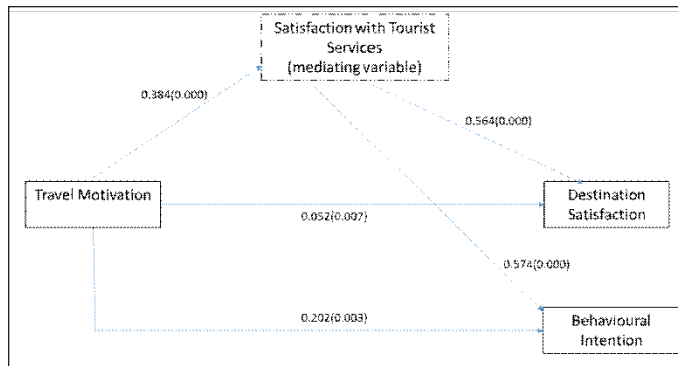 Satisfaction with Tourist
Services
(mediating variable)
0.384(0.000)
0.564(0.000)
Travel Motivation
Destination
Satisfaction
0.052(0.007)
0.574(0.000)
0.202(0.003)
Behavioural
Intention